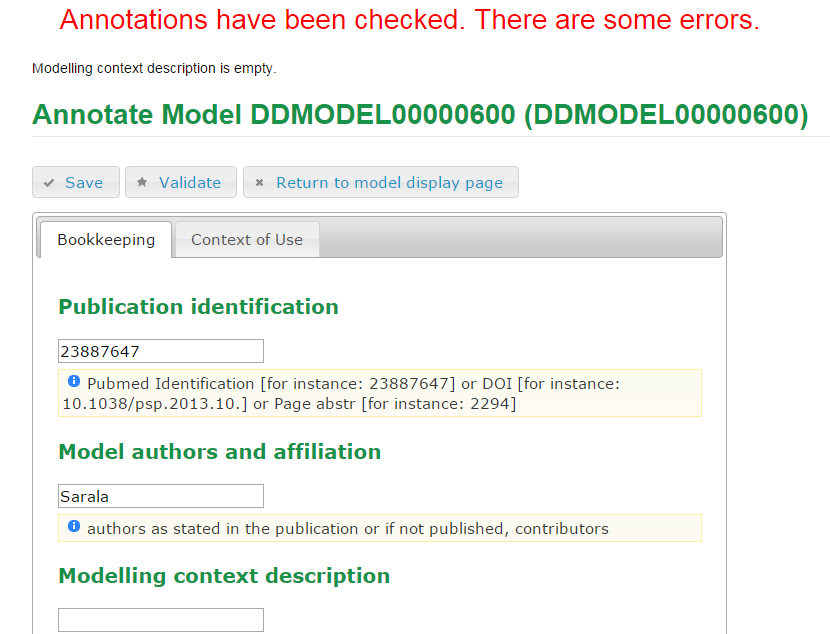 Annotations have been checked. There are some errors.
Modelling context description is empty.
Annotate Model DDMODEL00000600 (DDMODEL00000600)
Save Validate Return to model display page
Bookkeeping Context of Use
Publication identification
23887647
Pubmed Identification [for instance: 23887647] or DOI [for instance:
10.1038/psp.2013.10.] or Page abstr [for instance: 2294]
Model authors and affiliation
Sarala
authors as stated in the publication or if not published, contributors
Modelling context description